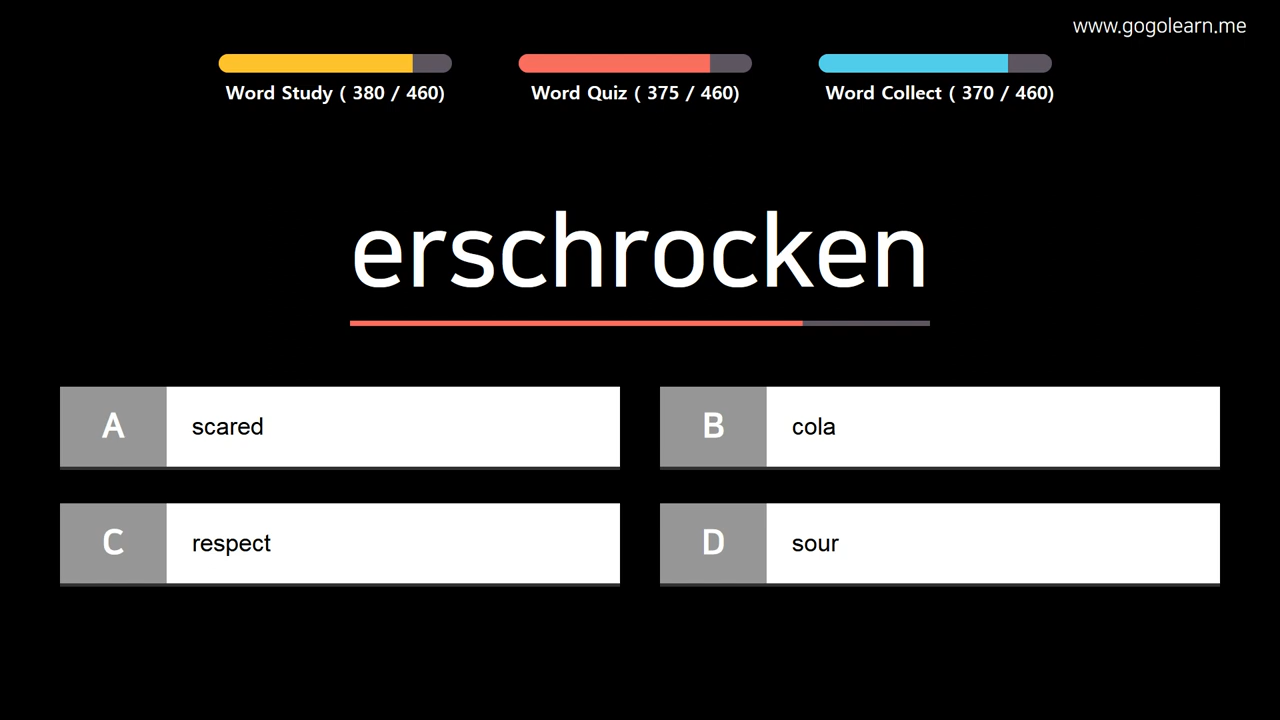 www.gogolearn.me
Word Study ( 380 / 460)
Word Quiz ( 375 / 460)
Word Collect ( 370 / 460)
erschrocken
A scared
B cola
C respect
D sour